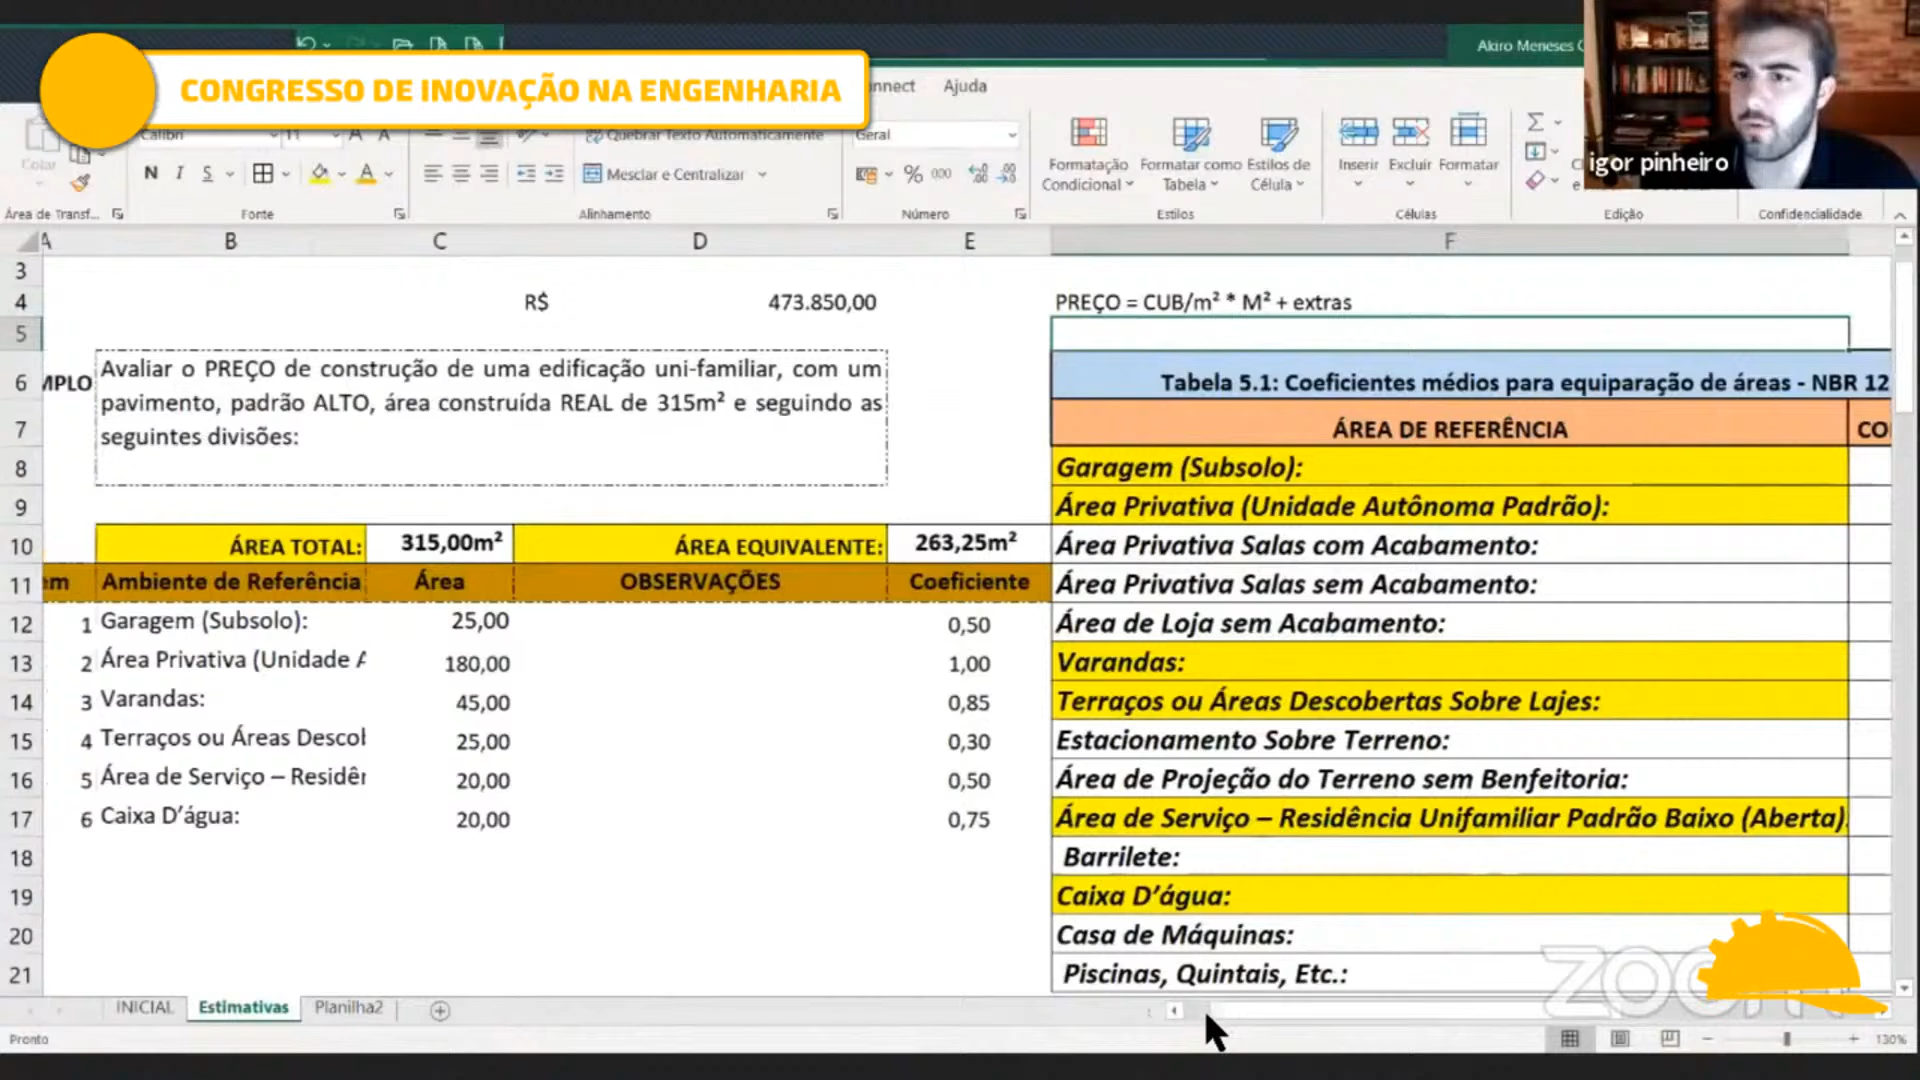 CONGRESSO DE INOVAÇÃO NA ENGENHARIA
Akiro Meneses
Ajuda
igor pinheiro
Calibri
11
Quebrar Texto Automaticamente
Geral
Colar
N I S
Mesclar e Centralizar
% 000
Formatação Condicional
Formatar como Tabela
Estilos de Célula
Inserir
Excluir
Formatar
Área de Transf...
Fonte
Alinhamento
Número
Estilos
Células
Edição
Confidencialidade
A B C D E F
3
4 R$ 473.850,00 PREÇO = CUB/m² * M² + extras
5
6 MPLO Avaliar o PREÇO de construção de uma edificação uni-familiar, com um
pavimento, padrão ALTO, área construída REAL de 315m² e seguindo as
seguintes divisões:
Tabela 5.1: Coeficientes médios para equiparação de áreas - NBR 12
7 ÁREA DE REFERÊNCIA CO
8 Garagem (Subsolo):
9 Área Privativa (Unidade Autônoma Padrão):
10 ÁREA TOTAL: 315,00m² ÁREA EQUIVALENTE: 263,25m² Área Privativa Salas com Acabamento:
11 em Ambiente de Referência Área OBSERVAÇÕES Coeficiente Área Privativa Salas sem Acabamento:
12 1 Garagem (Subsolo): 25,00 0,50 Área de Loja sem Acabamento:
13 2 Área Privativa (Unidade A 180,00 1,00 Varandas:
14 3 Varandas: 45,00 0,85 Terraços ou Áreas Descobertas Sobre Lajes:
15 4 Terraços ou Áreas Descob 25,00 0,30 Estacionamento Sobre Terreno:
16 5 Área de Serviço – Residên 20,00 0,50 Área de Projeção do Terreno sem Benfeitoria:
17 6 Caixa D’água: 20,00 0,75 Área de Serviço – Residência Unifamiliar Padrão Baixo (Aberta)
18 Barrilete:
19 Caixa D’água:
20 Casa de Máquinas:
21 Piscinas, Quintais, Etc.:
INICIAL Estimativas Planilha2
Pronto
130%